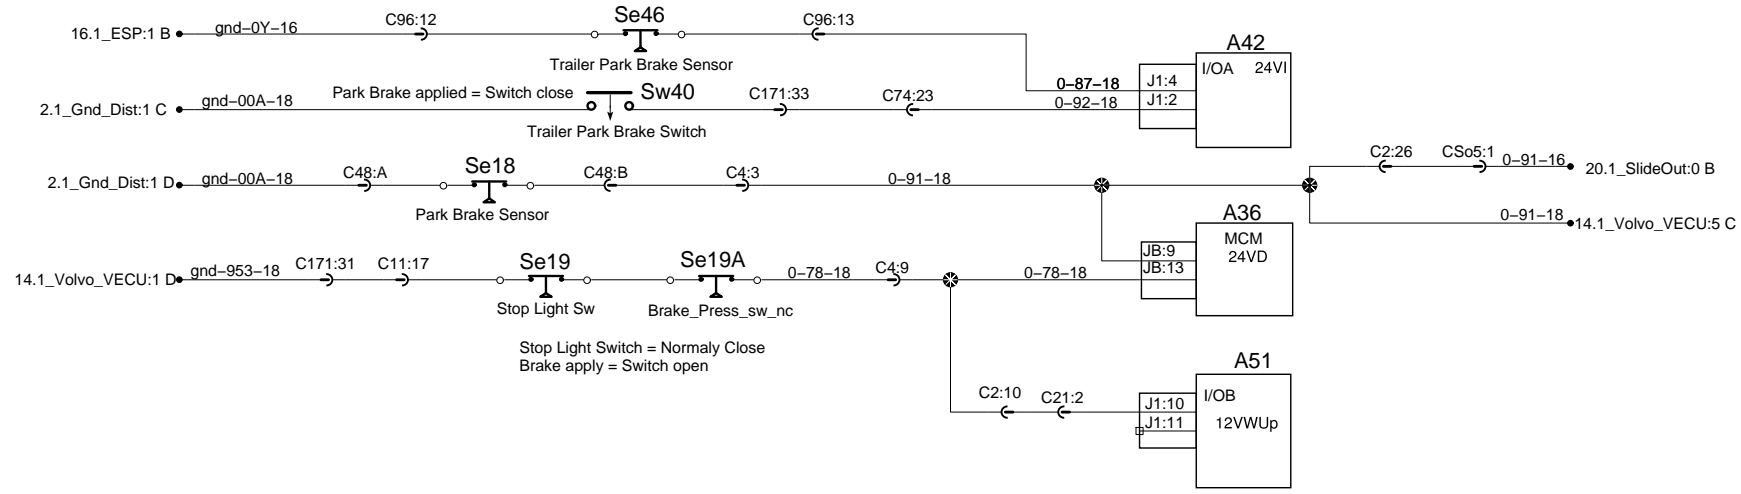 16.1_ESP:1 B
gnd–0Y–16
C96:12
Se46
C96:13
Trailer Park Brake Sensor
A42
I/OA
24VI
0–87–18
J1:4
Park Brake applied = Switch close
Sw40
C171:33
C74:23
0–92–18
J1:2
2.1_Gnd_Dist:1 C
gnd–00A–18
Trailer Park Brake Switch
2.1_Gnd_Dist:1 D
gnd–00A–18
C48:A
Se18
C48:B
C4:3
0–91–18
C2:26
CSo5:1
0–91–16
20.1_SlideOut:0 B
Park Brake Sensor
0–91–18
14.1_Volvo_VECU:5 C
A36
MCM
24VD
JB:9
JB:13
14.1_Volvo_VECU:1 D
gnd–953–18
C171:31
C11:17
Se19
Se19A
0–78–18
C4:9
0–78–18
Stop Light Sw
Brake_Press_sw_nc
Stop Light Switch = Normaly Close
Brake apply = Switch open
A51
I/OB
12VWUp
C2:10
C21:2
J1:10
J1:11